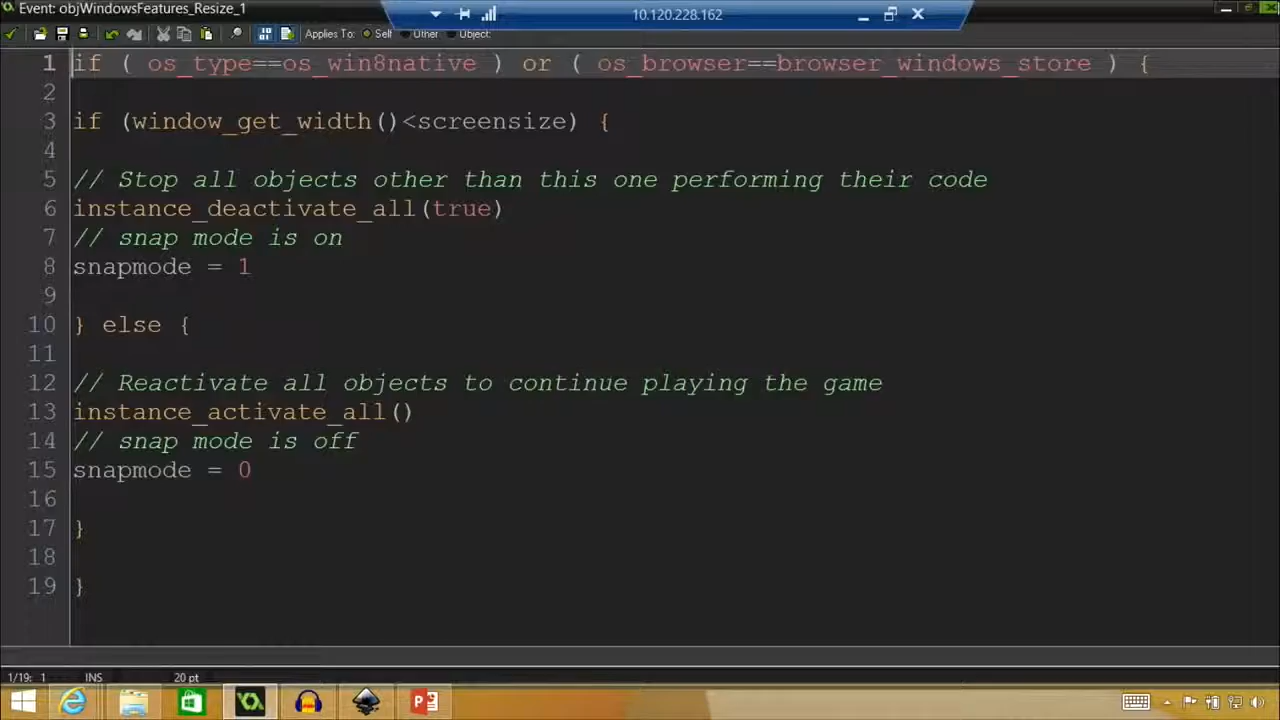 Event: objWindowsFeatures_Resize_1
10.120.228.162
Applies To: Self Other Object:
1 if ( os_type==os_win8native ) or ( os_browser==browser_windows_store ) {
2
3 if (window_get_width()<screensize) {
4
5 // Stop all objects other than this one performing their code
6 instance_deactivate_all(true)
7 // snap mode is on
8 snapmode = 1
9
10 } else {
11
12 // Reactivate all objects to continue playing the game
13 instance_activate_all()
14 // snap mode is off
15 snapmode = 0
16
17 }
18
19 }
1/19: 1 INS 20 pt